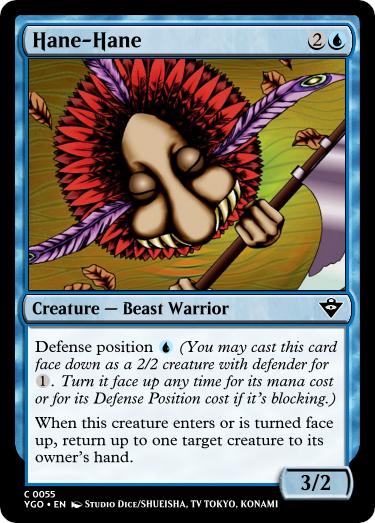 Hane-Hane 2
Creature — Beast Warrior
Defense position (You may cast this card
face down as a 2/2 creature with defender for
1. Turn it face up any time for its mana cost
or for its Defense Position cost if it's blocking.)
When this creature enters or is turned face
up, return up to one target creature to its
owner's hand.
3/2
C 0055
YGO • EN Studio Dice/SHUEISHA, TV TOKYO, KONAMI